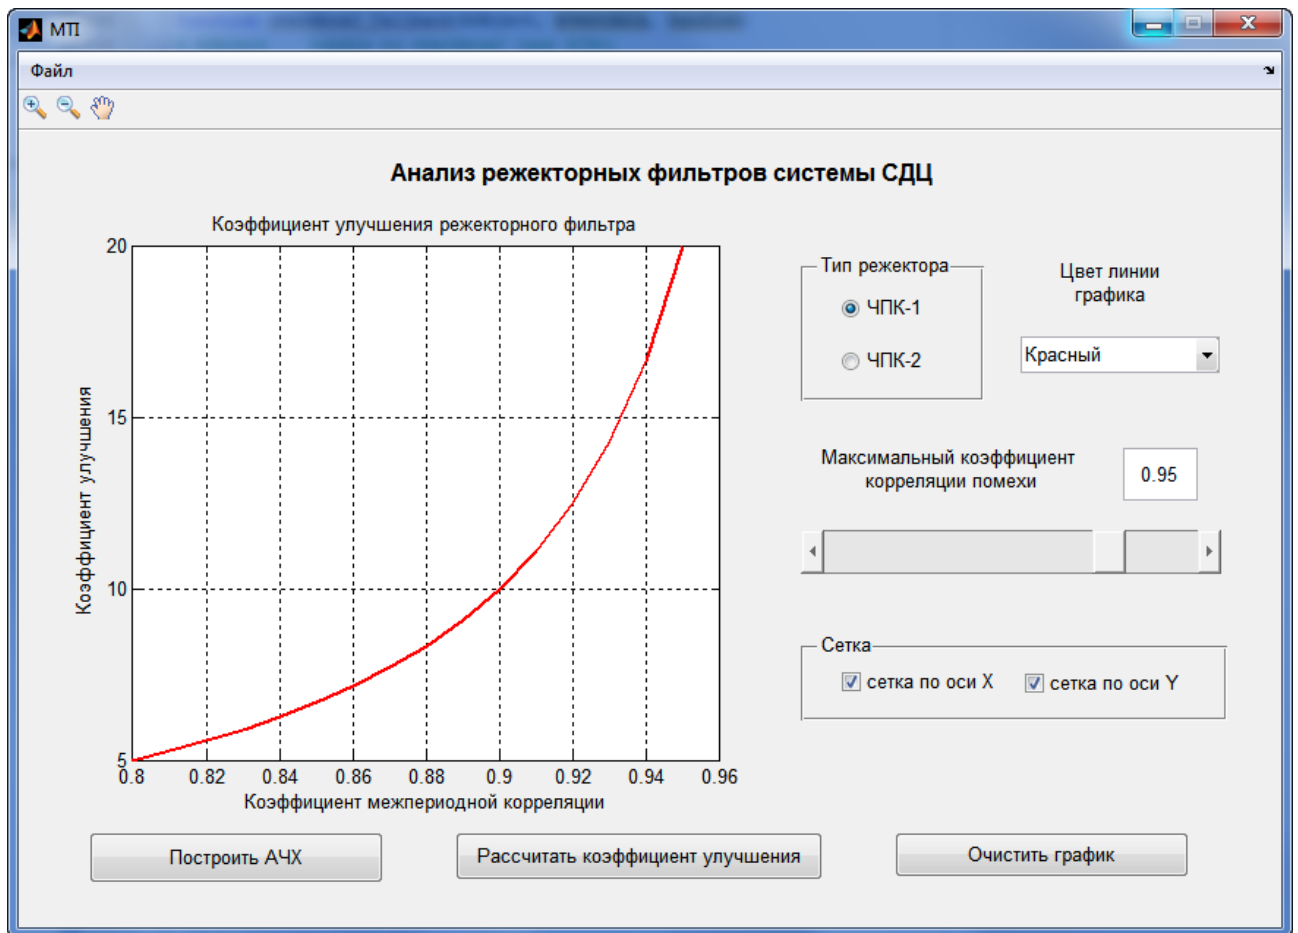 MTI
Файл
Анализ режекторных фильтров системы СДЦ
Коэффициент улучшения режекторного фильтра
20
15
10
5
Коэффициент улучшения
0.8 0.82 0.84 0.86 0.88 0.9 0.92 0.94 0.96
Коэффициент межпериодной корреляции
Тип режектора
ЧПК-1
ЧПК-2
Цвет линии
графика
Красный
Максимальный коэффициент
корреляции помехи
0.95
Сетка
сетка по оси X
сетка по оси Y
Построить АЧХ
Рассчитать коэффициент улучшения
Очистить график